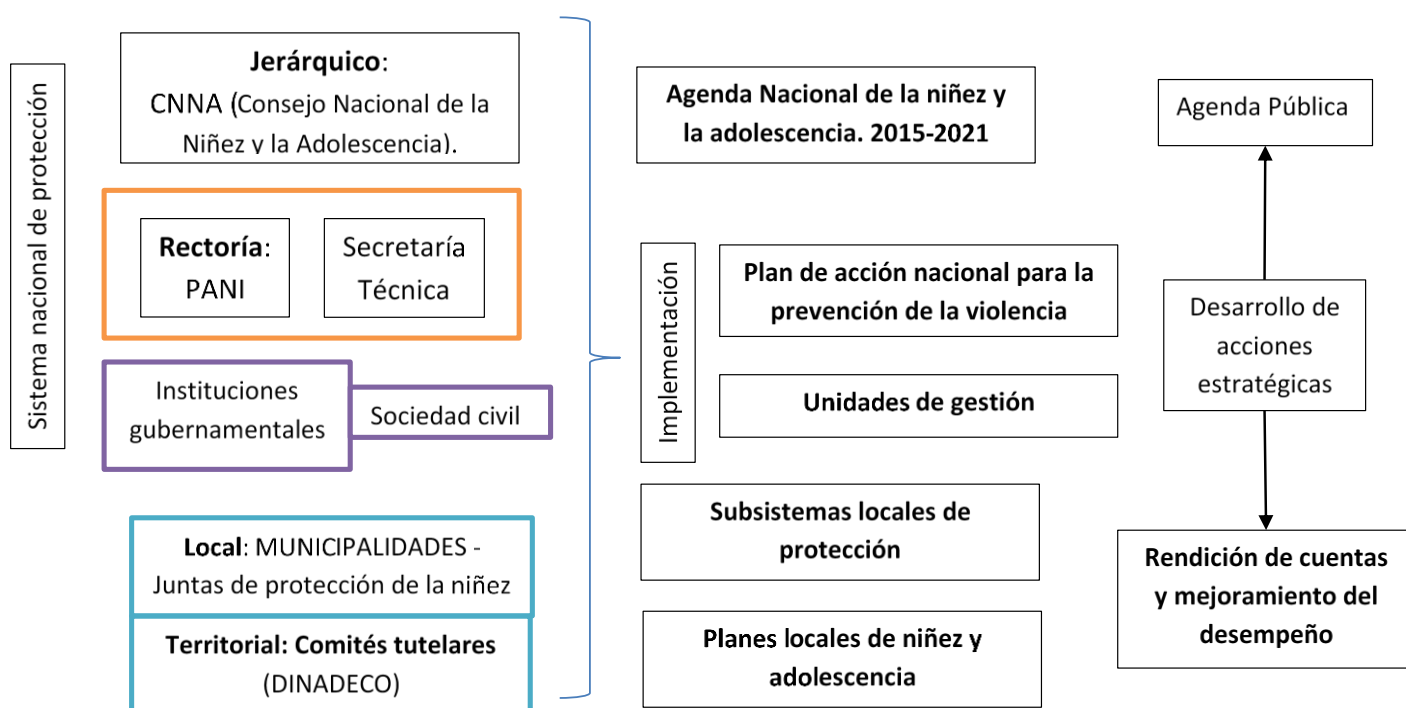 Sistema nacional de protección
Jerárquico:
CNNA (Consejo Nacional de la
Niñez y la Adolescencia).
Rectoría:
PANI
Secretaría
Técnica
Instituciones
gubernamentales
Sociedad civil
Local: MUNICIPALIDADES -
Juntas de protección de la niñez
Territorial: Comités tutelares
(DINADECO)
Agenda Nacional de la niñez y
la adolescencia. 2015-2021
Implementación
Plan de acción nacional para la
prevención de la violencia
Unidades de gestión
Subsistemas locales de
protección
Planes locales de niñez y
adolescencia
Agenda Pública
Desarrollo de
acciones
estratégicas
Rendición de cuentas
y mejoramiento del
desempeño